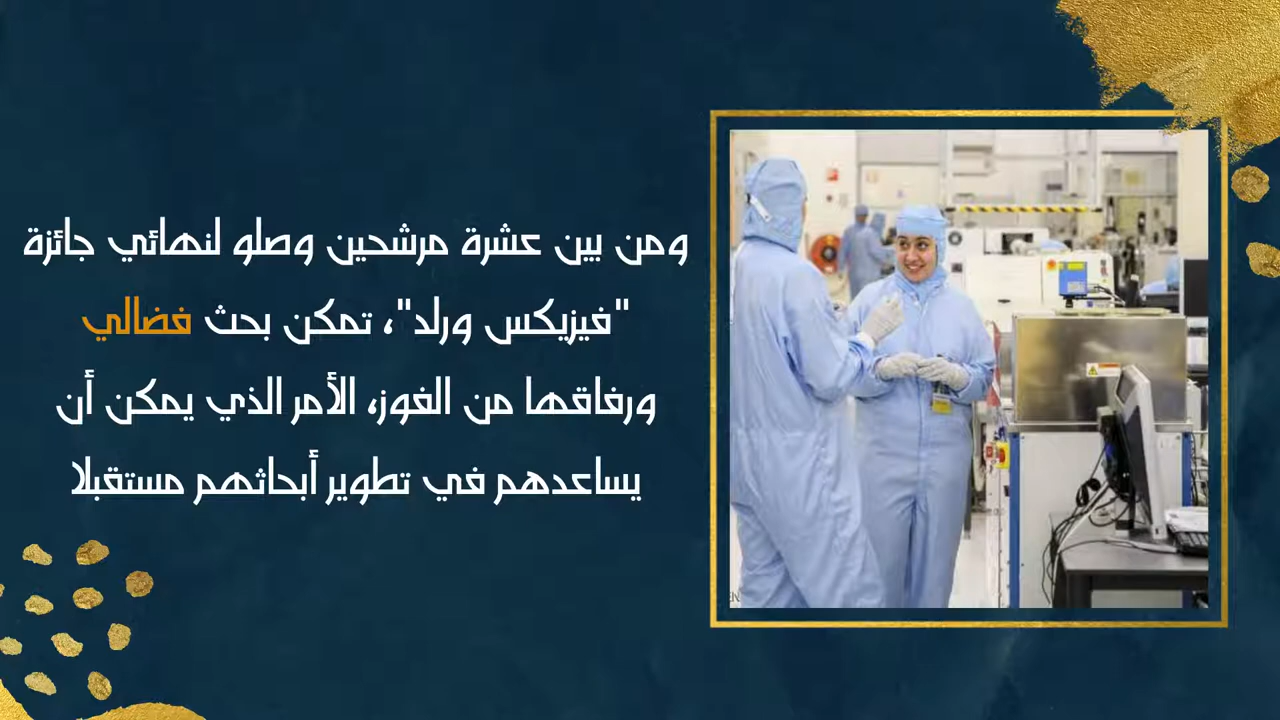 ومن بين عشرة مرشحين وصلو لنهائي جائزة
"فيزيكس ورلد"، تمكن بحث فضالي
ورفاقها من الفوز، الأمر الذي يمكن أن
يساعدهم في تطوير أبحاثهم مستقبلا